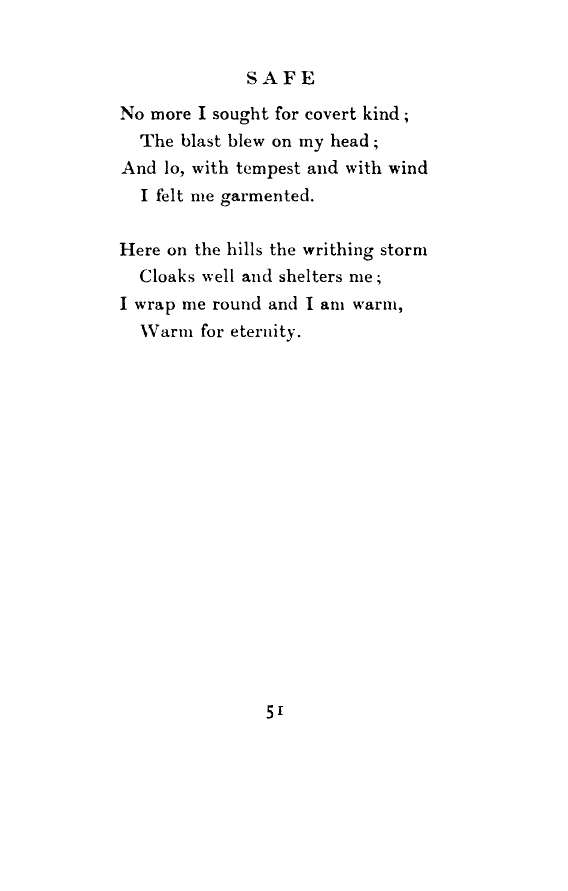 SAFE
No more I sought for covert kind ;
The blast blew on my head ;
And lo, with tempest and with wind
I felt me garmented.
Here on the hills the writhing storm
Cloaks well and shelters me ;
I wrap me round and I am warm,
Warm for eternity.
51